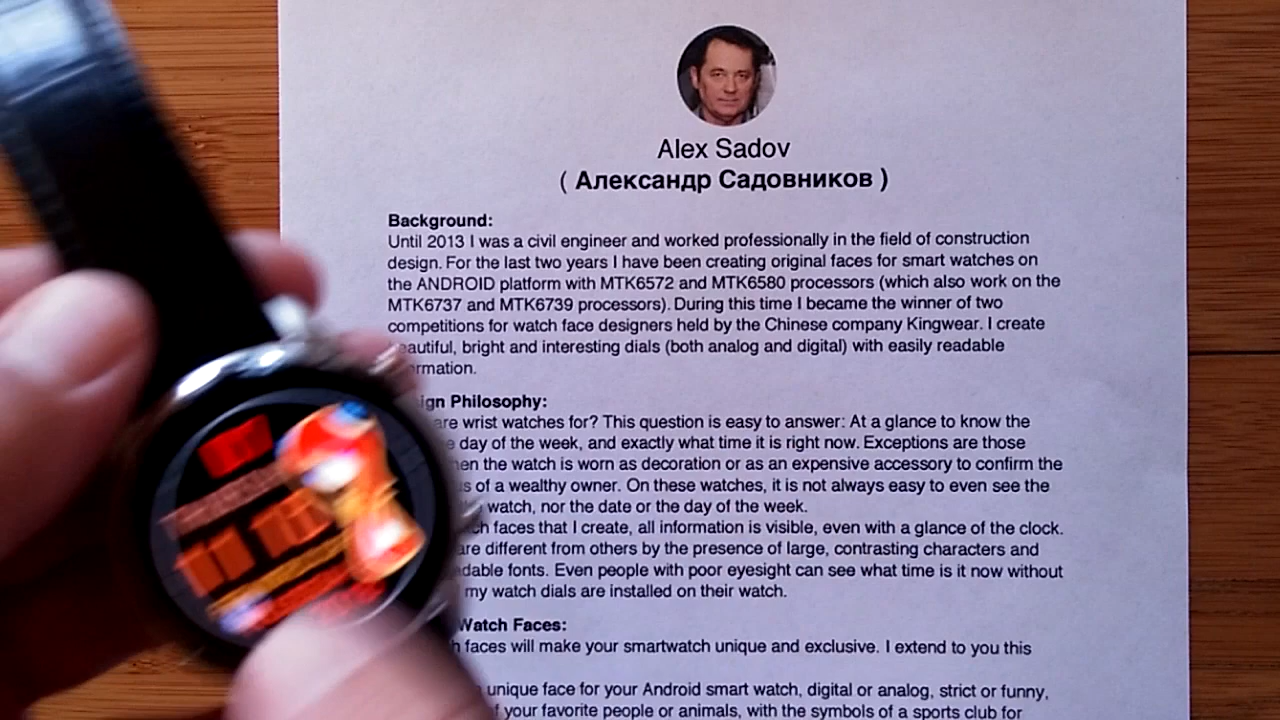 Alex Sadov
( Александр Садовников )
Background:
Until 2013 I was a civil engineer and worked professionally in the field of construction
design. For the last two years I have been creating original faces for smart watches on
the ANDROID platform with MTK6572 and MTK6580 processors (which also work on the
MTK6737 and MTK6739 processors). During this time I became the winner of two
competitions for watch face designers held by the Chinese company Kingwear. I create
eautiful, bright and interesting dials (both analog and digital) with easily readable
ormation.
ign Philosophy:
are wrist watches for? This question is easy to answer: At a glance to know the
e day of the week, and exactly what time it is right now. Exceptions are those
en the watch is worn as decoration or as an expensive accessory to confirm the
s of a wealthy owner. On these watches, it is not always easy to even see the
watch, nor the date or the day of the week.
ch faces that I create, all information is visible, even with a glance of the clock.
are different from others by the presence of large, contrasting characters and
dable fonts. Even people with poor eyesight can see what time is it now without
my watch dials are installed on their watch.
Watch Faces:
h faces will make your smartwatch unique and exclusive. I extend to you this
unique face for your Android smart watch, digital or analog, strict or funny,
f your favorite people or animals, with the symbols of a sports club for